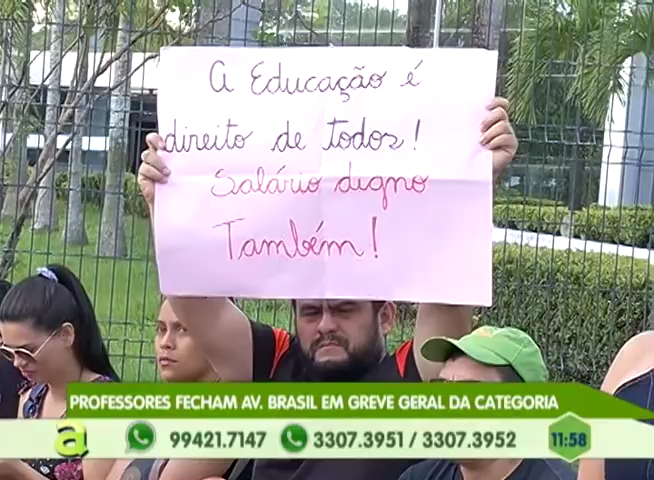 A Educação é
direito de todos!
Salário digno
Também!
PROFESSORES FECHAM AV. BRASIL EM GREVE GERAL DA CATEGORIA
a 99421.7147 3307.3951 / 3307.3952 11:58